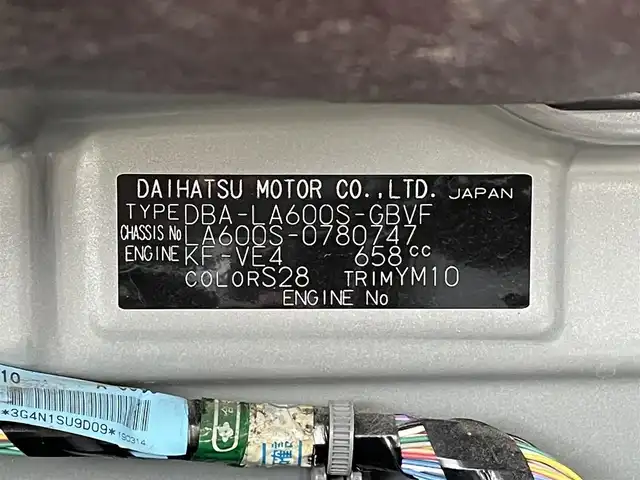 DAIHATSU MOTOR CO.,LTD. JAPAN
TYPE DBA-LA600S-GBVF
CHASSIS No LA600S-0780747
ENGINE KF-VE4 658cc
COLOR S28 TRIM YM10
ENGINE No
10
*3G4N1SU9D09* 190314